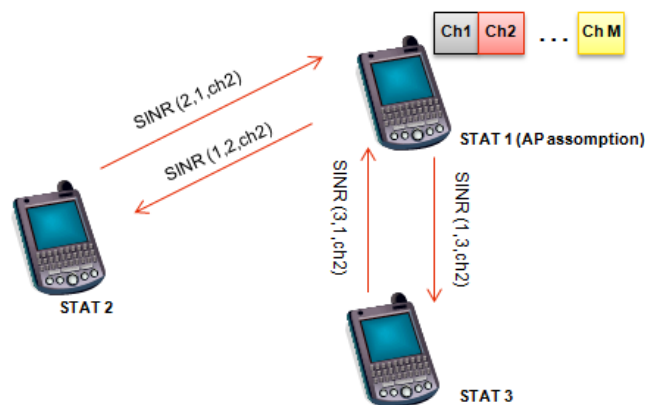 Ch1 Ch2 ... Ch M
SINR (2,1,ch2)
SINR (1,2,ch2)
STAT 1 (AP assomption)
SINR (3,1,ch2)
SINR (1,3,ch2)
STAT 2
STAT 3